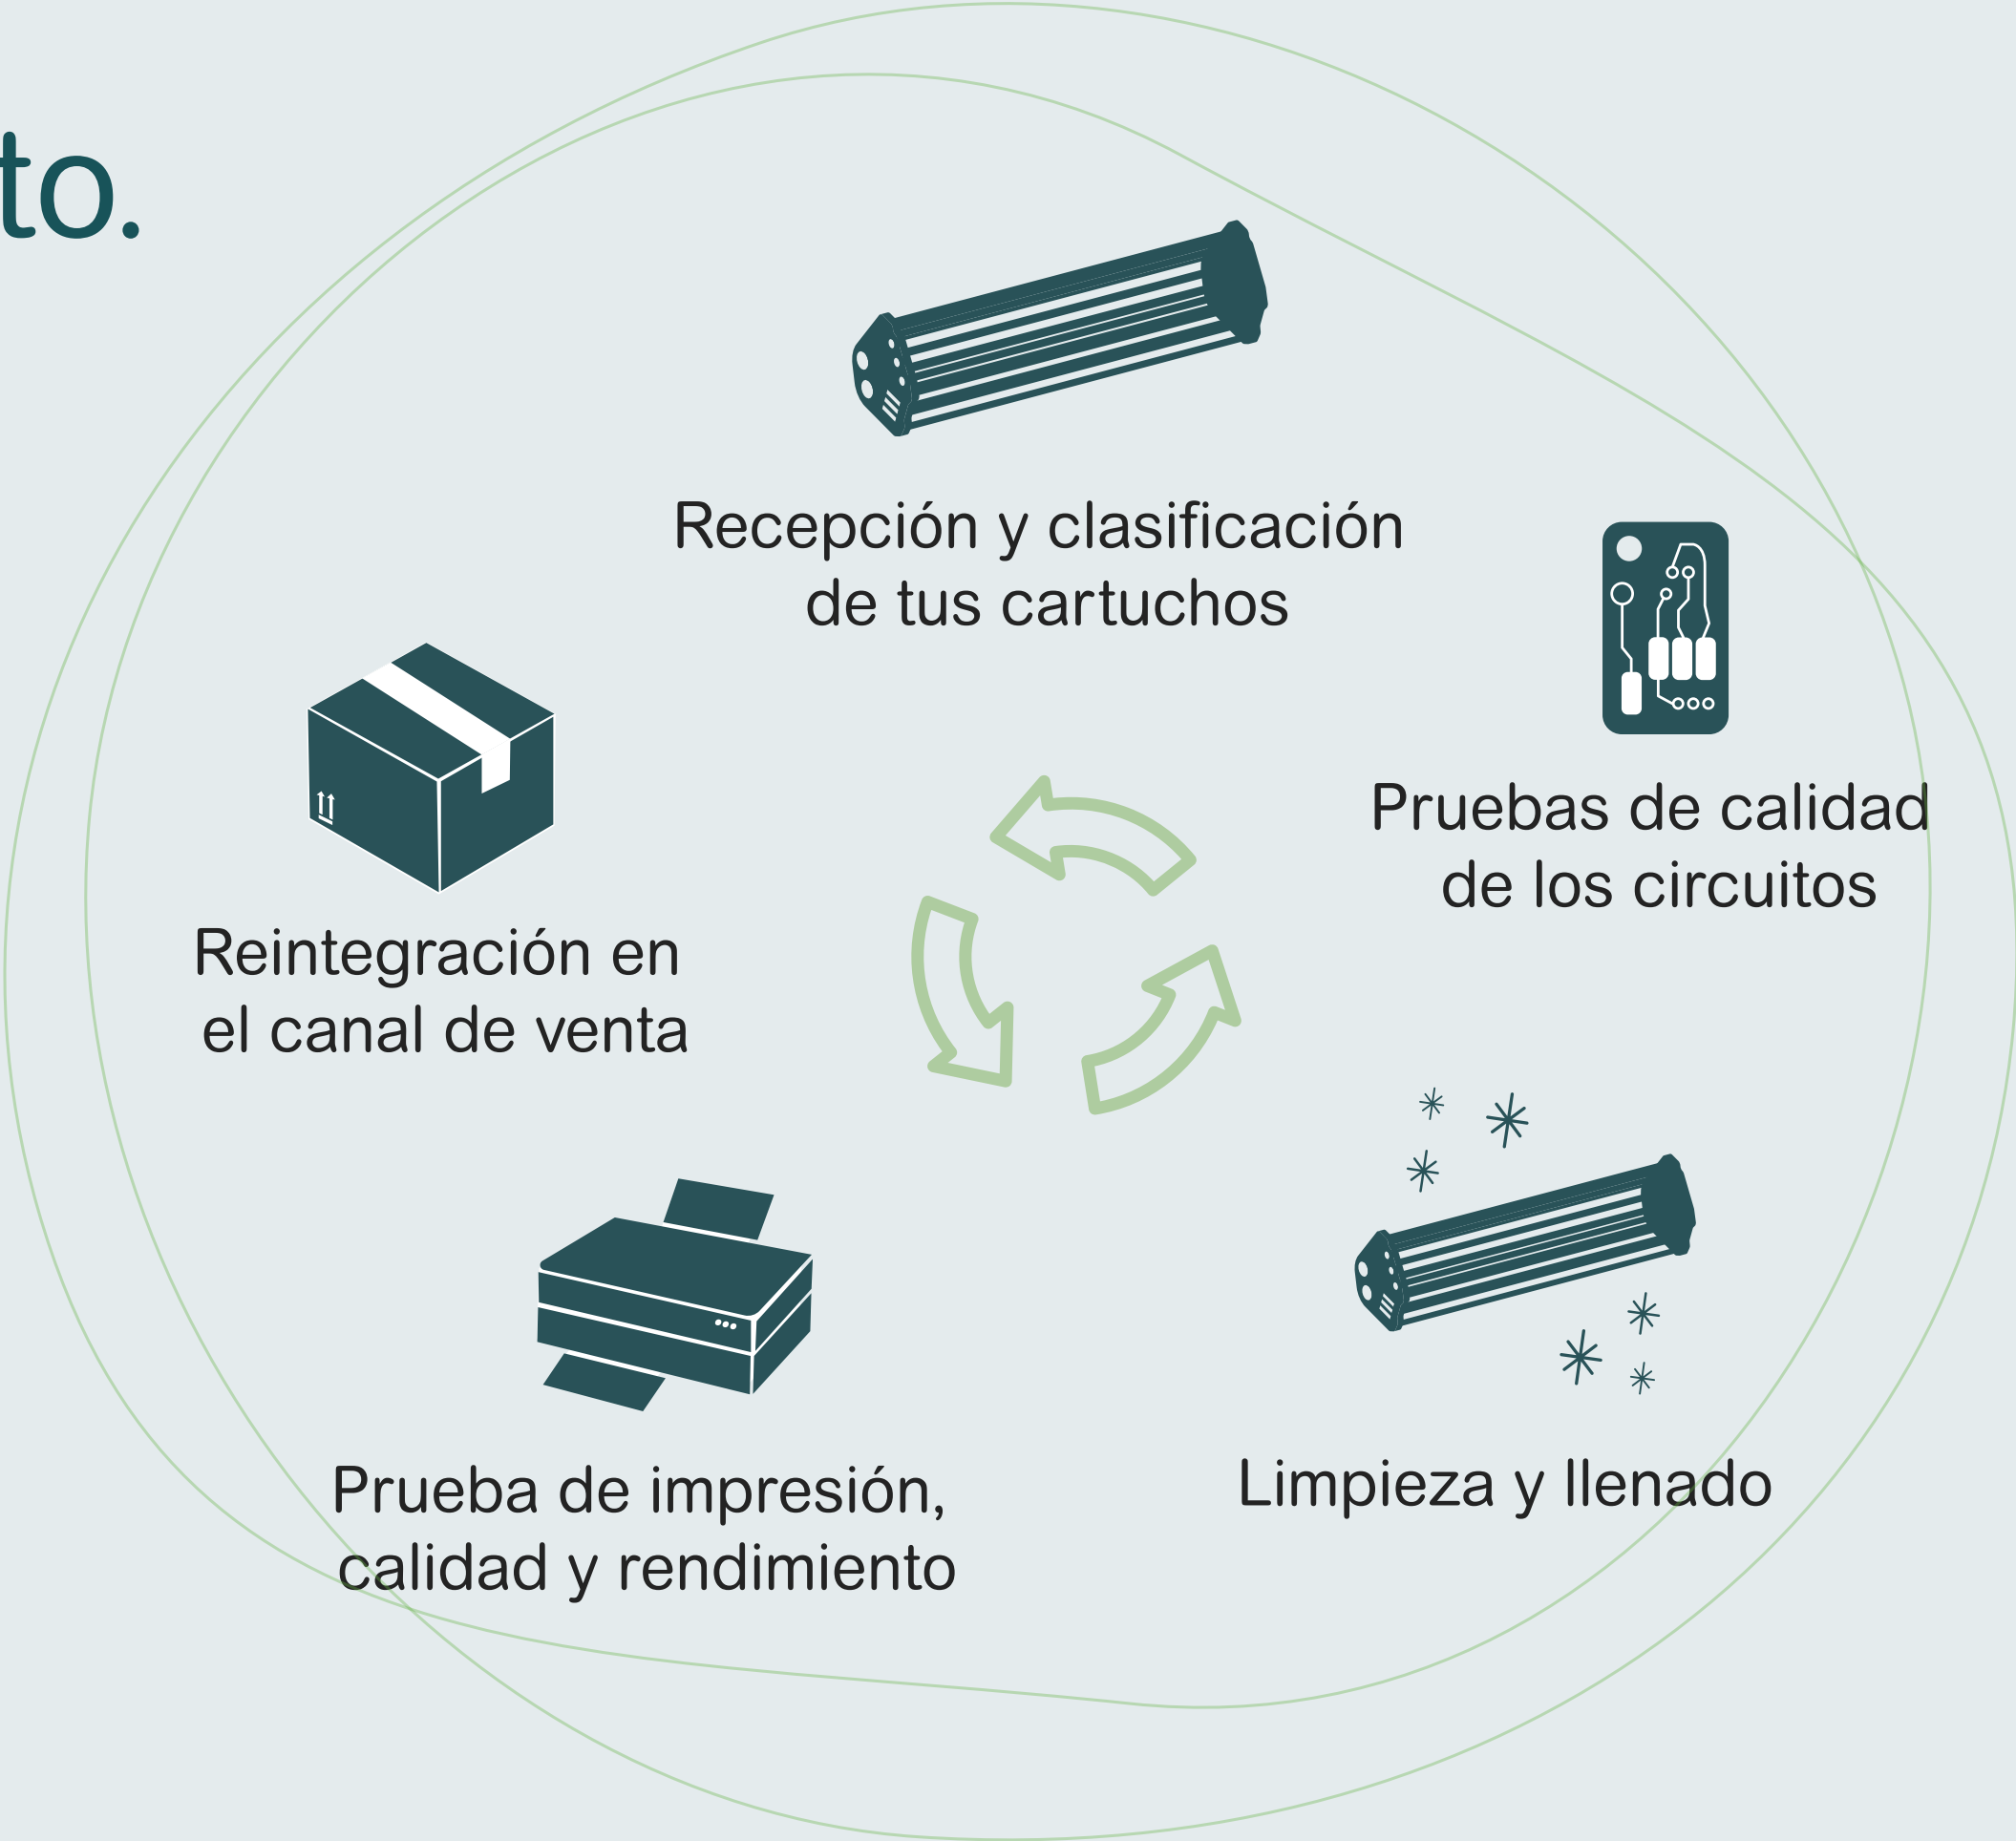 to.
Recepción y clasificación
de tus cartuchos
Pruebas de calidad
de los circuitos
Reintegración en
el canal de venta
Limpieza y llenado
Prueba de impresión,
calidad y rendimiento